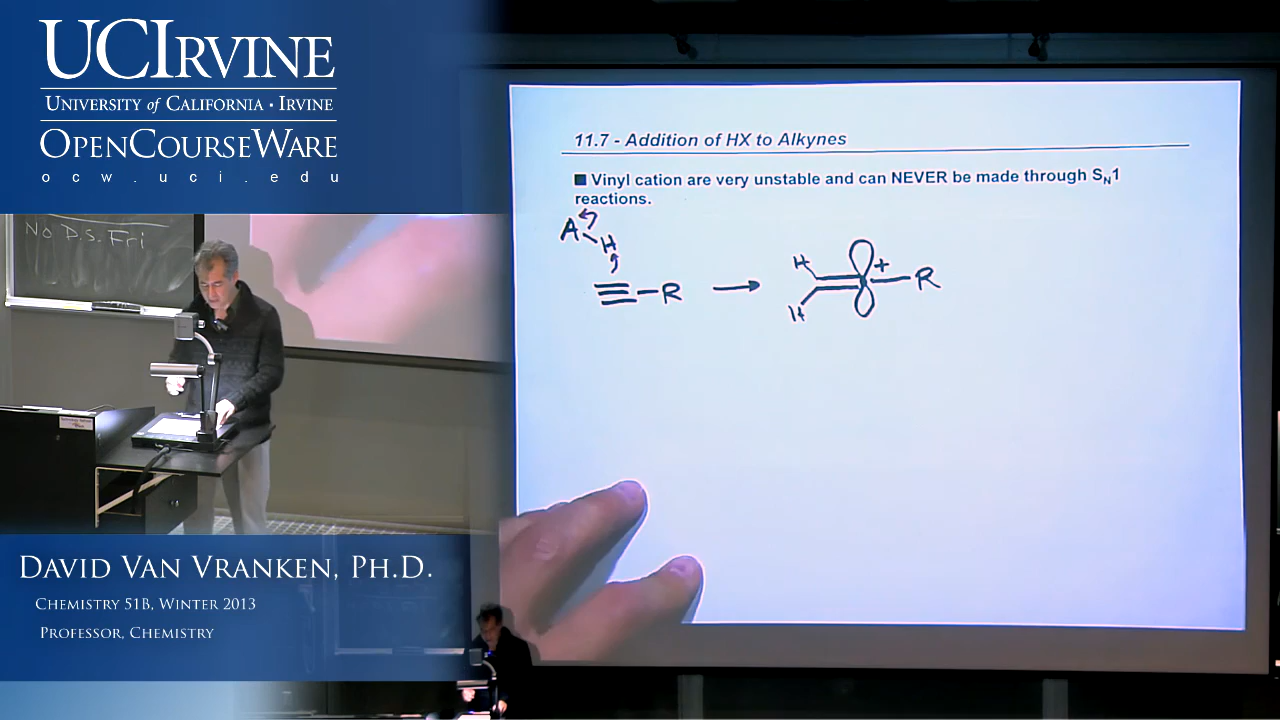 UCIRVINE
UNIVERSITY of CALIFORNIA · IRVINE
OPENCOURSEWARE
ocw.uci.edu
No D.S. Fri
DAVID VAN VRANKEN, PH.D.
CHEMISTRY 51B, WINTER 2013
PROFESSOR, CHEMISTRY
11.7 - Addition of HX to Alkynes
■ Vinyl cation are very unstable and can NEVER be made through SN1
reactions.
A
H
R
H
+
R
H